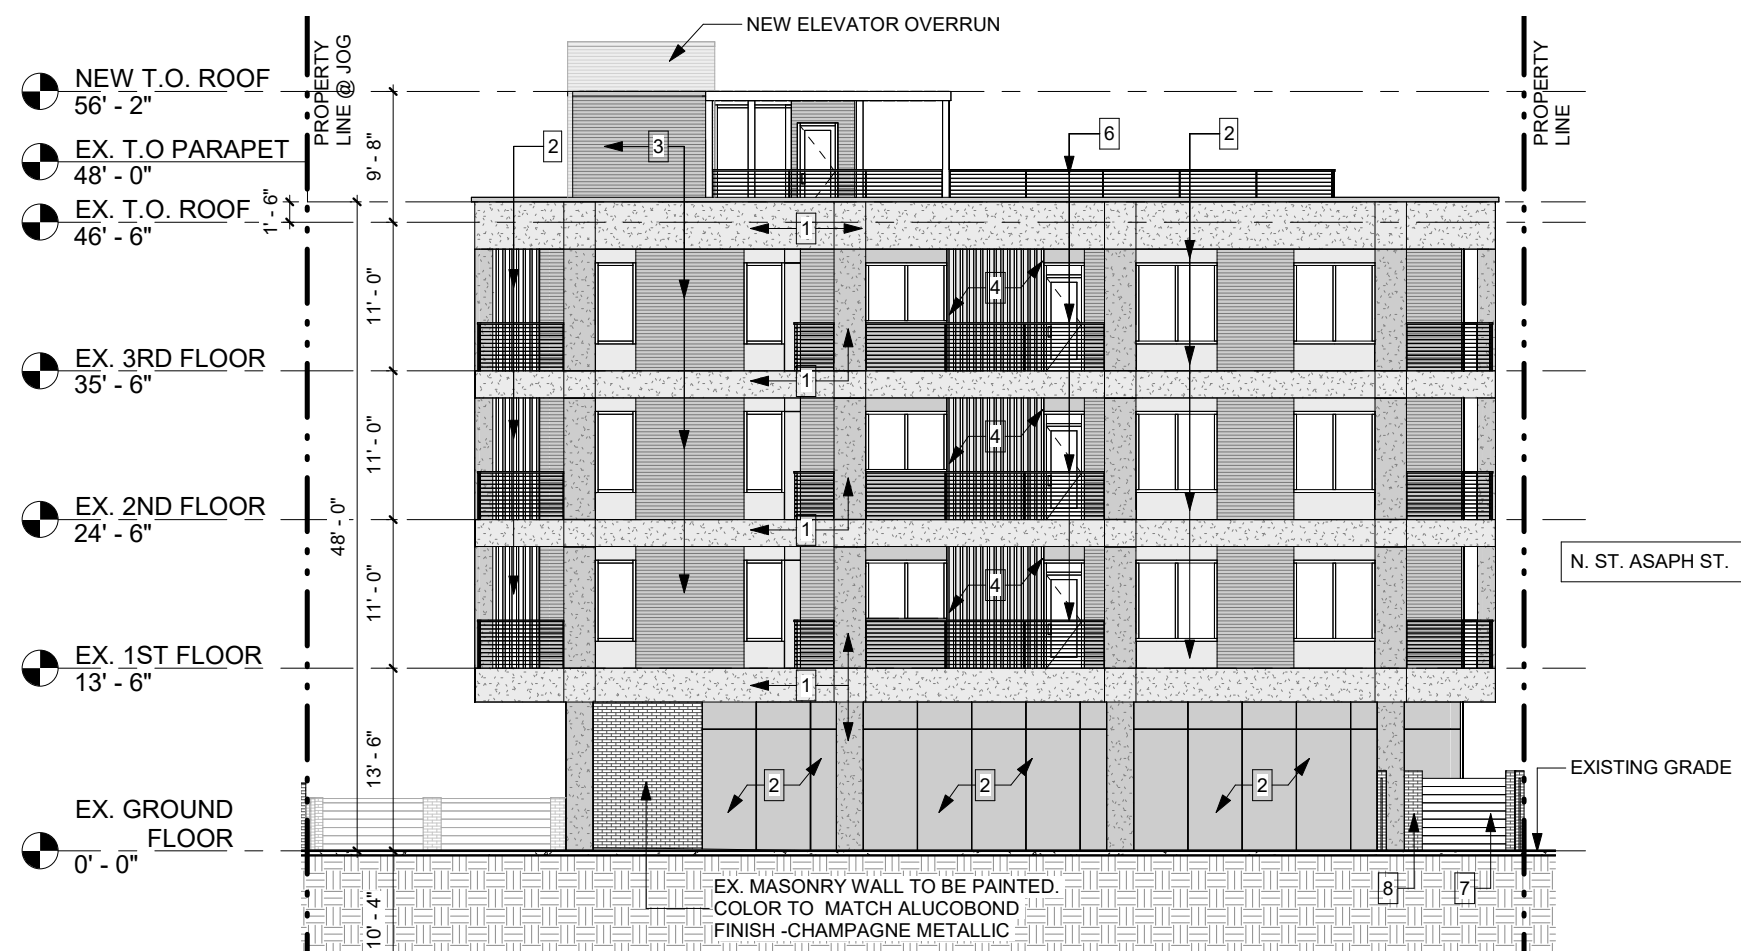 NEW ELEVATOR OVERRUN
NEW T.O. ROOF
56' - 2"
PROPERTY
LINE @ JOG
PROPERTY
LINE
EX. T.O PARAPET
48' - 0"
9' - 8"
2
3
6
2
EX. T.O. ROOF
46' - 6"
1' - 6"
1
11' - 0"
4
EX. 3RD FLOOR
35' - 6"
1
11' - 0"
4
EX. 2ND FLOOR
24' - 6"
48' - 0"
1
N. ST. ASAPH ST.
11' - 0"
4
EX. 1ST FLOOR
13' - 6"
1
13' - 6"
2
2
2
EXISTING GRADE
EX. GROUND
FLOOR
0' - 0"
8
7
EX. MASONRY WALL TO BE PAINTED.
COLOR TO MATCH ALUCOBOND
FINISH -CHAMPAGNE METALLIC
10' - 4"